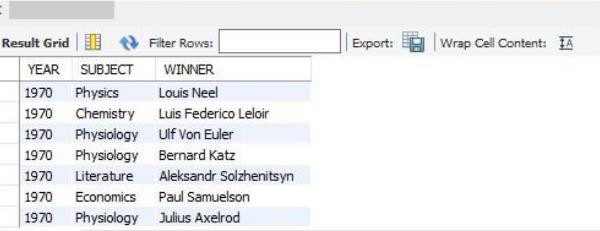 Result Grid Filter Rows: Export: Wrap Cell Content: IA
YEAR SUBJECT WINNER
1970 Physics Louis Neel
1970 Chemistry Luis Federico Leloir
1970 Physiology Ulf Von Euler
1970 Physiology Bernard Katz
1970 Literature Aleksandr Solzhenitsyn
1970 Economics Paul Samuelson
1970 Physiology Julius Axelrod